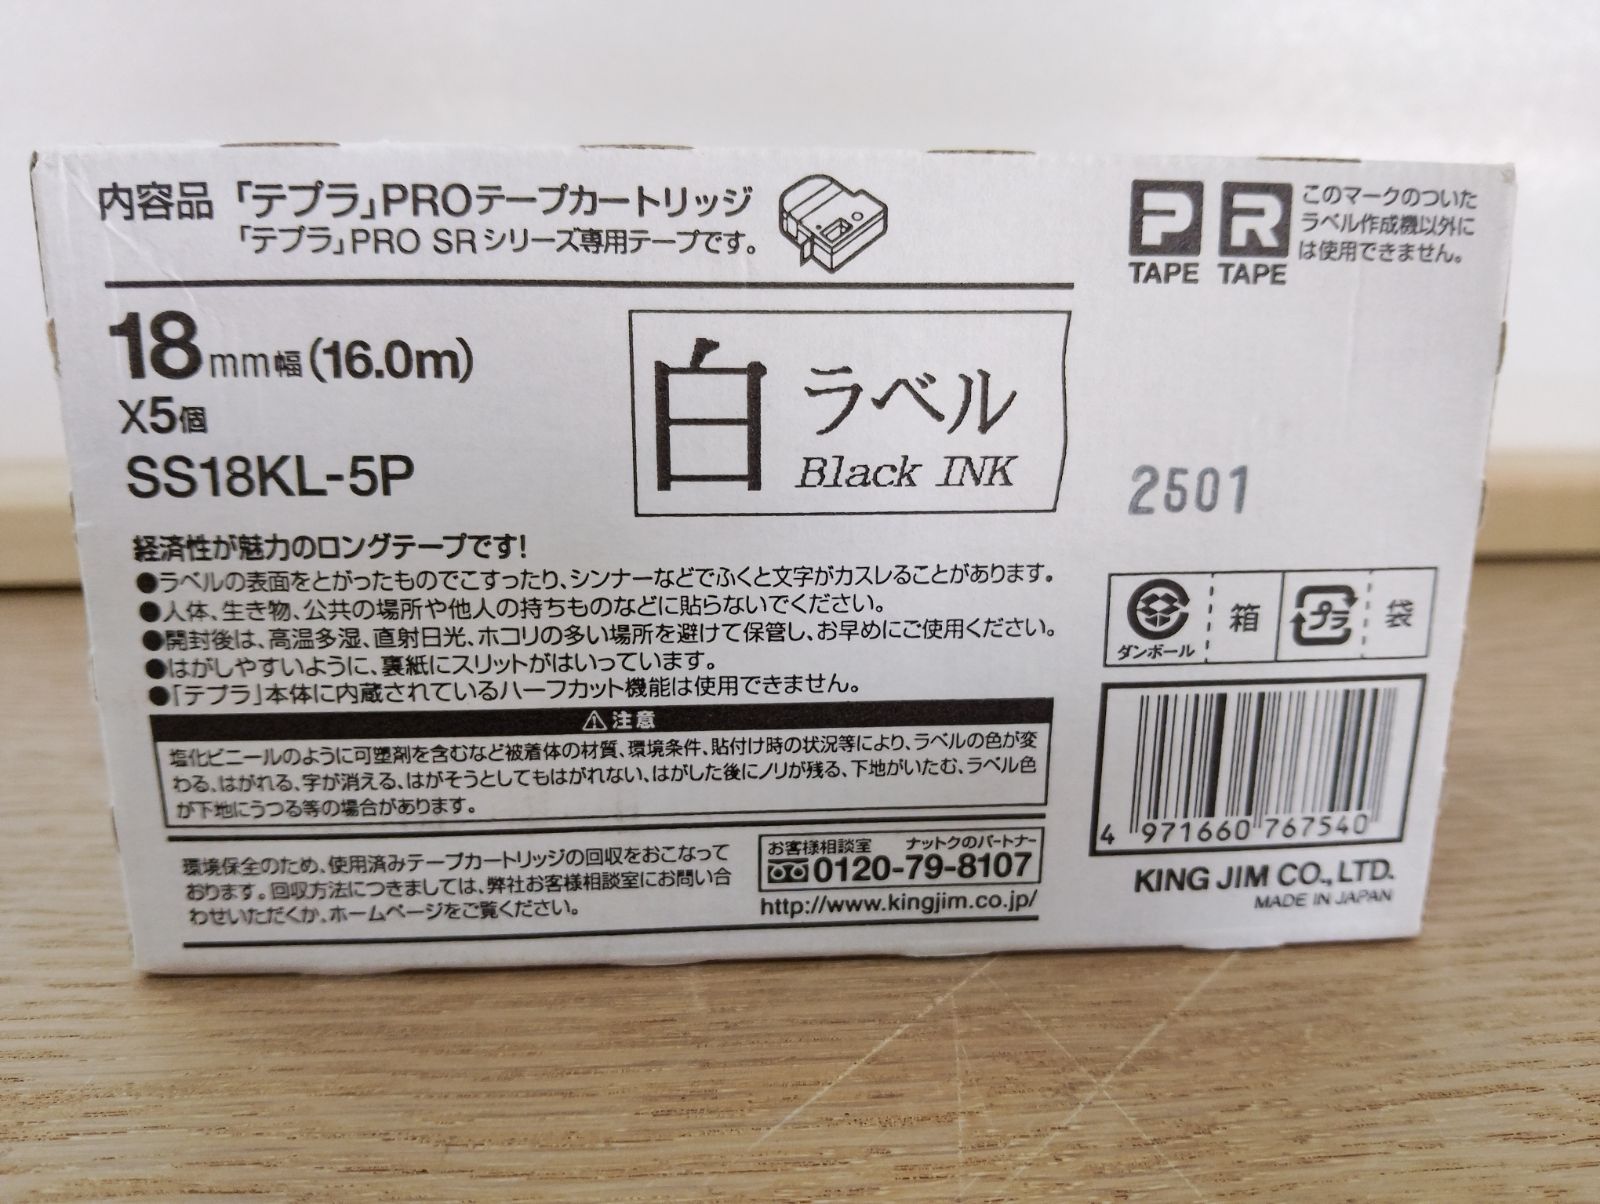 内容品 「テプラ」PROテープカートリッジ
「テプラ」PRO SRシリーズ専用テープです。
P R
TAPE TAPE
このマークのついた
ラベル作成機以外に
は使用できません。
18mm幅(16.0m)
X5個
SS18KL-5P
白 ラベル
Black INK
2501
経済性が魅力のロングテープです!
●ラベルの表面をとがったものでこすったり、シンナーなどでふくと文字がカスレることがあります。
●人体、生き物、公共の場所や他人の持ちものなどに貼らないでください。
●開封後は、高温多湿、直射日光、ホコリの多い場所を避けて保管し、お早めにご使用ください。
●はがしやすいように、裏紙にスリットがはいっています。
●「テプラ」本体に内蔵されているハーフカット機能は使用できません。
⚠注意
塩化ビニールのように可塑剤を含むなど被着体の材質、環境条件、貼付け時の状況等により、ラベルの色が変
わる、はがれる、字が消える、はがそうとしてもはがれない、はがした後にノリが残る、下地がいたむ、ラベル色
が下地にうつる等の場合があります。
環境保全のため、使用済みテープカートリッジの回収をおこなって
おります。回収方法につきましては、弊社お客様相談室にお問い合
わせいただくか、ホームページをご覧ください。
お客様相談室 ナットクのパートナー
0120-79-8107
http://www.kingjim.co.jp/
ダンボール 箱 プラ 袋
4 971660 767540
KING JIM CO., LTD.
MADE IN JAPAN